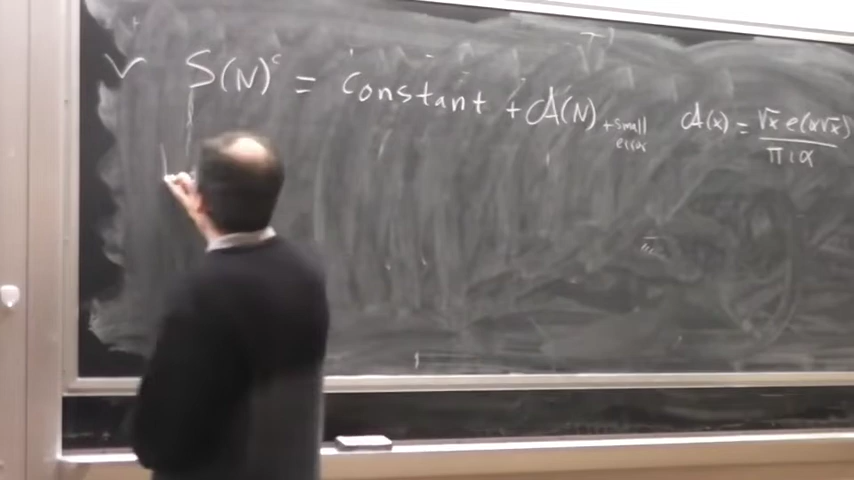 ✓ S(N)ᶜ = constant + A(N) + small error    A(x) = √x e(α√x) / πiα